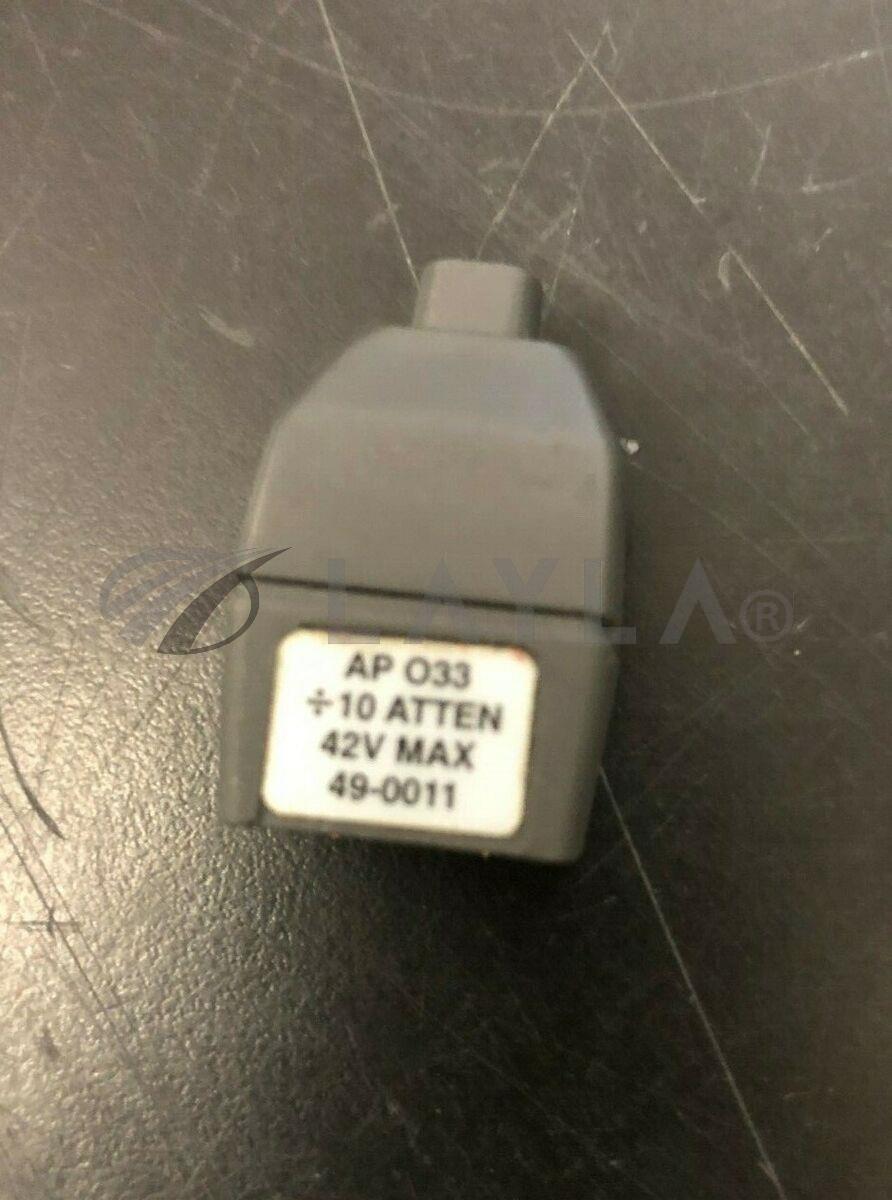 LAYLA®
AP O33
÷10 ATTEN
42V MAX
49-0011